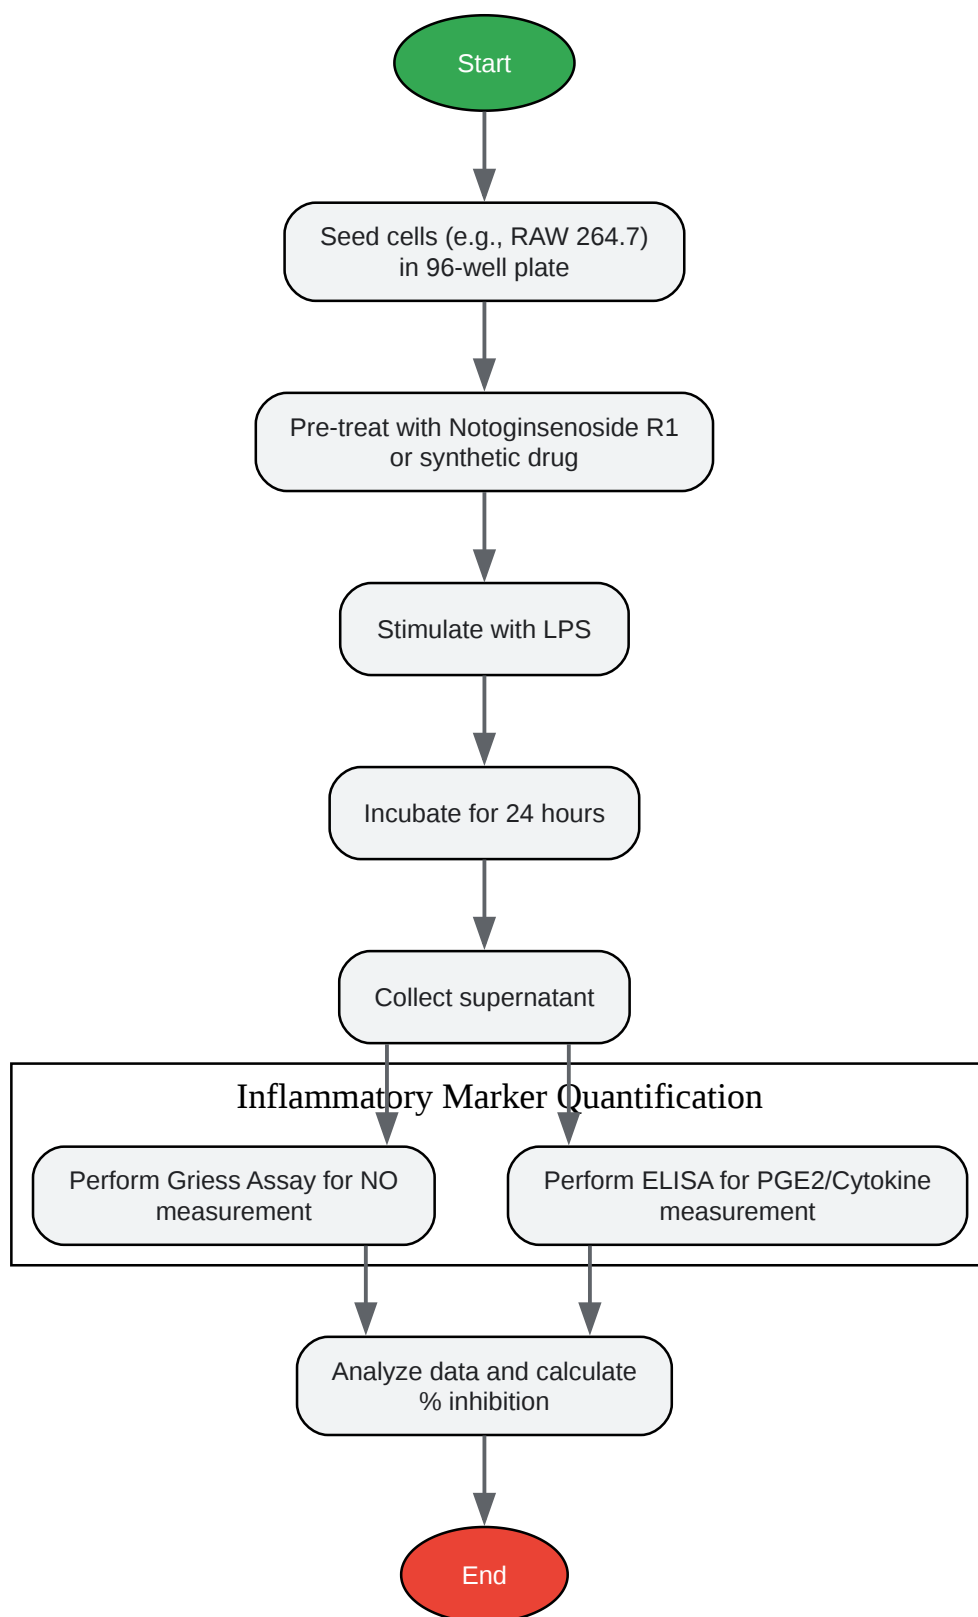 Start
Seed cells (e.g., RAW 264.7)
in 96-well plate
Pre-treat with Notoginsenoside R1
or synthetic drug
Stimulate with LPS
Incubate for 24 hours
Collect supernatant
Inflammatory Marker Quantification
Perform Griess Assay for NO
measurement
Perform ELISA for PGE2/Cytokine
measurement
Analyze data and calculate
% inhibition
End